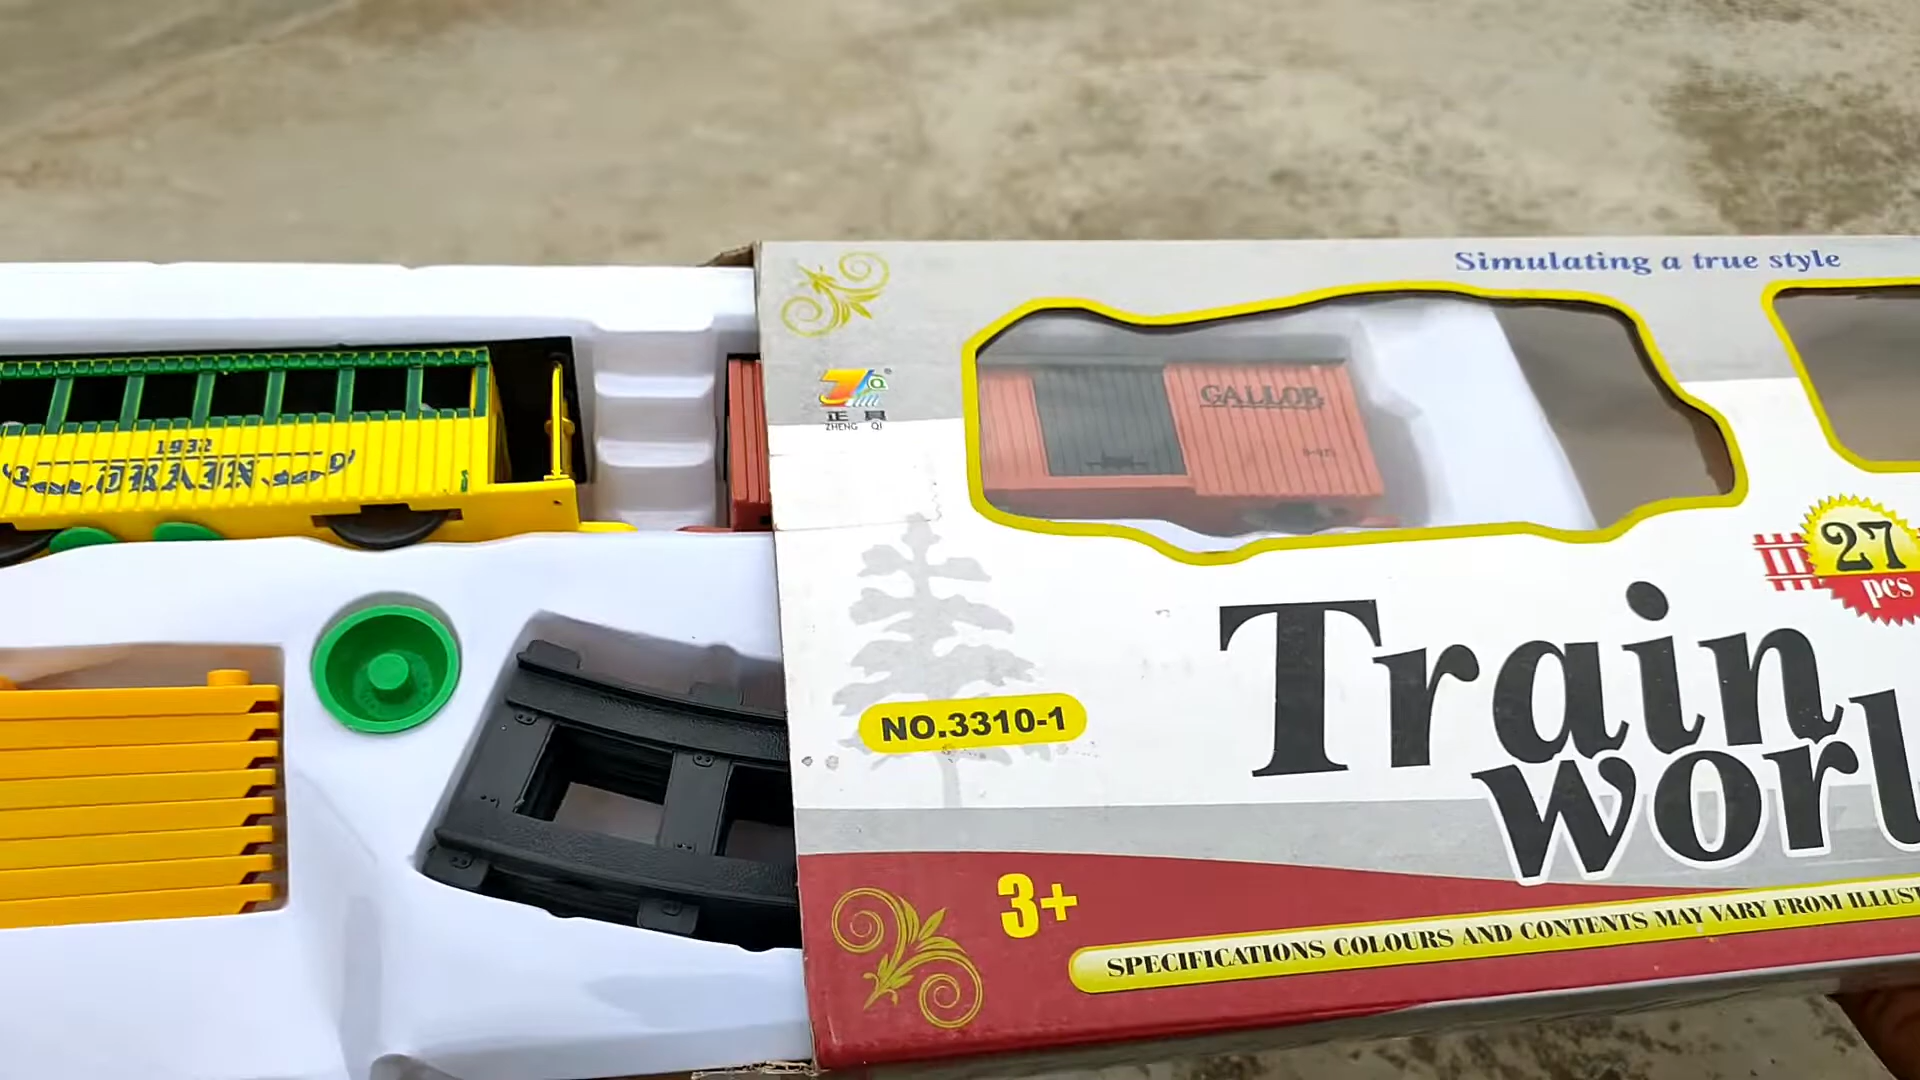 Simulating a true style
正其
ZHENG QI
GALLOP
1932
TRAIN
27
pcs
Train
worl
NO.3310-1
3+
SPECIFICATIONS COLOURS AND CONTENTS MAY VARY FROM ILLUST